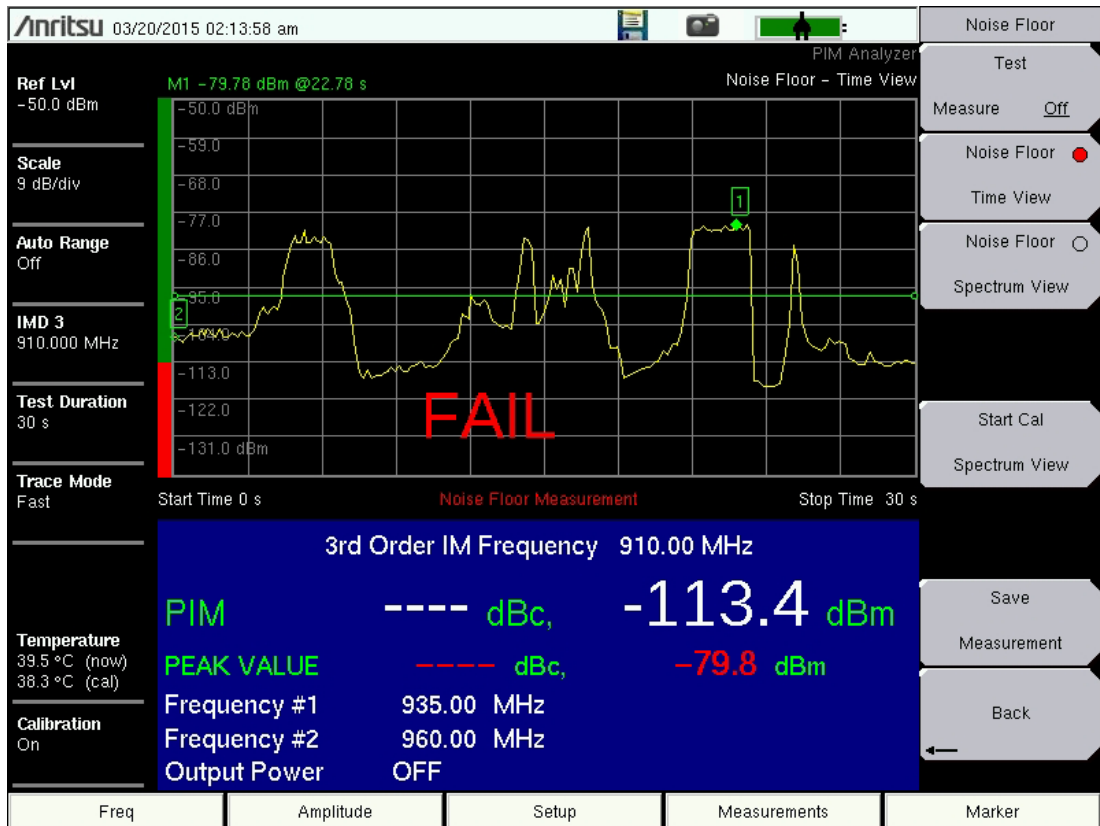 Anritsu 03/20/2015 02:13:58 am
Noise Floor
PIM Analyzer
Noise Floor – Time View
M1 -79.78 dBm @22.78 s
Ref Lvl
-50.0 dBm
Scale
9 dB/div
Auto Range
Off
IMD 3
910.000 MHz
Test Duration
30 s
Trace Mode
Fast
Temperature
39.5 °C (now)
38.3 °C (cal)
Calibration
On
-50.0 dBm
-59.0
-68.0
-77.0
-86.0
-95.0
-104.0
-113.0
-122.0
-131.0 dBm
1
2
FAIL
Start Time 0 s
Noise Floor Measurement
Stop Time 30 s
3rd Order IM Frequency 910.00 MHz
PIM ---- dBc, -113.4 dBm
PEAK VALUE ---- dBc, -79.8 dBm
Frequency #1 935.00 MHz
Frequency #2 960.00 MHz
Output Power OFF
Test
Measure Off
Noise Floor
Time View
Noise Floor
Spectrum View
Start Cal
Spectrum View
Save
Measurement
Back
Freq
Amplitude
Setup
Measurements
Marker